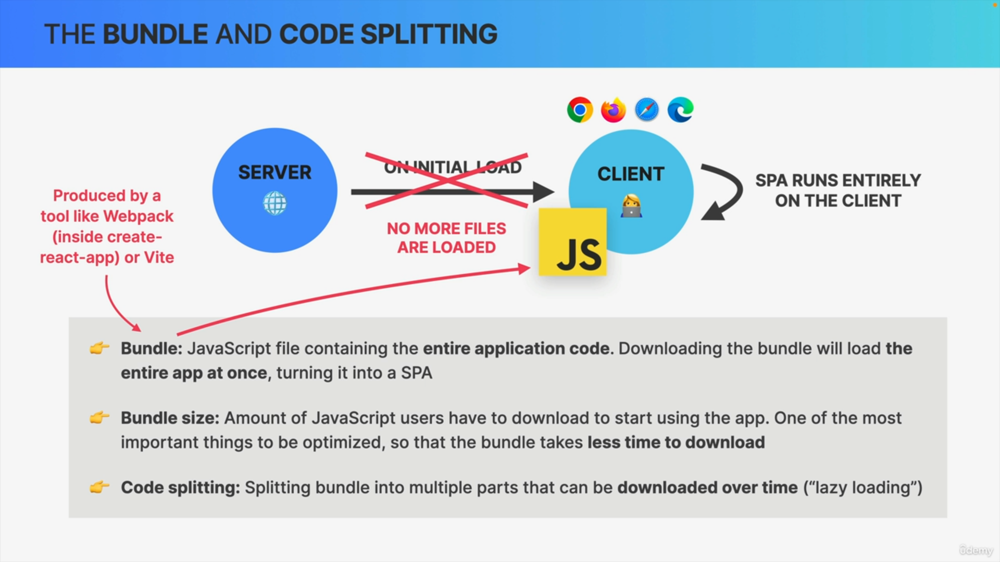 THE BUNDLE AND CODE SPLITTING
SERVER
ON INITIAL LOAD
CLIENT
SPA RUNS ENTIRELY
ON THE CLIENT
Produced by a
tool like Webpack
(inside create-
react-app) or Vite
NO MORE FILES
ARE LOADED
JS
Bundle: JavaScript file containing the entire application code. Downloading the bundle will load the
entire app at once, turning it into a SPA
Bundle size: Amount of JavaScript users have to download to start using the app. One of the most
important things to be optimized, so that the bundle takes less time to download
Code splitting: Splitting bundle into multiple parts that can be downloaded over time (“lazy loading”)
ûdemy